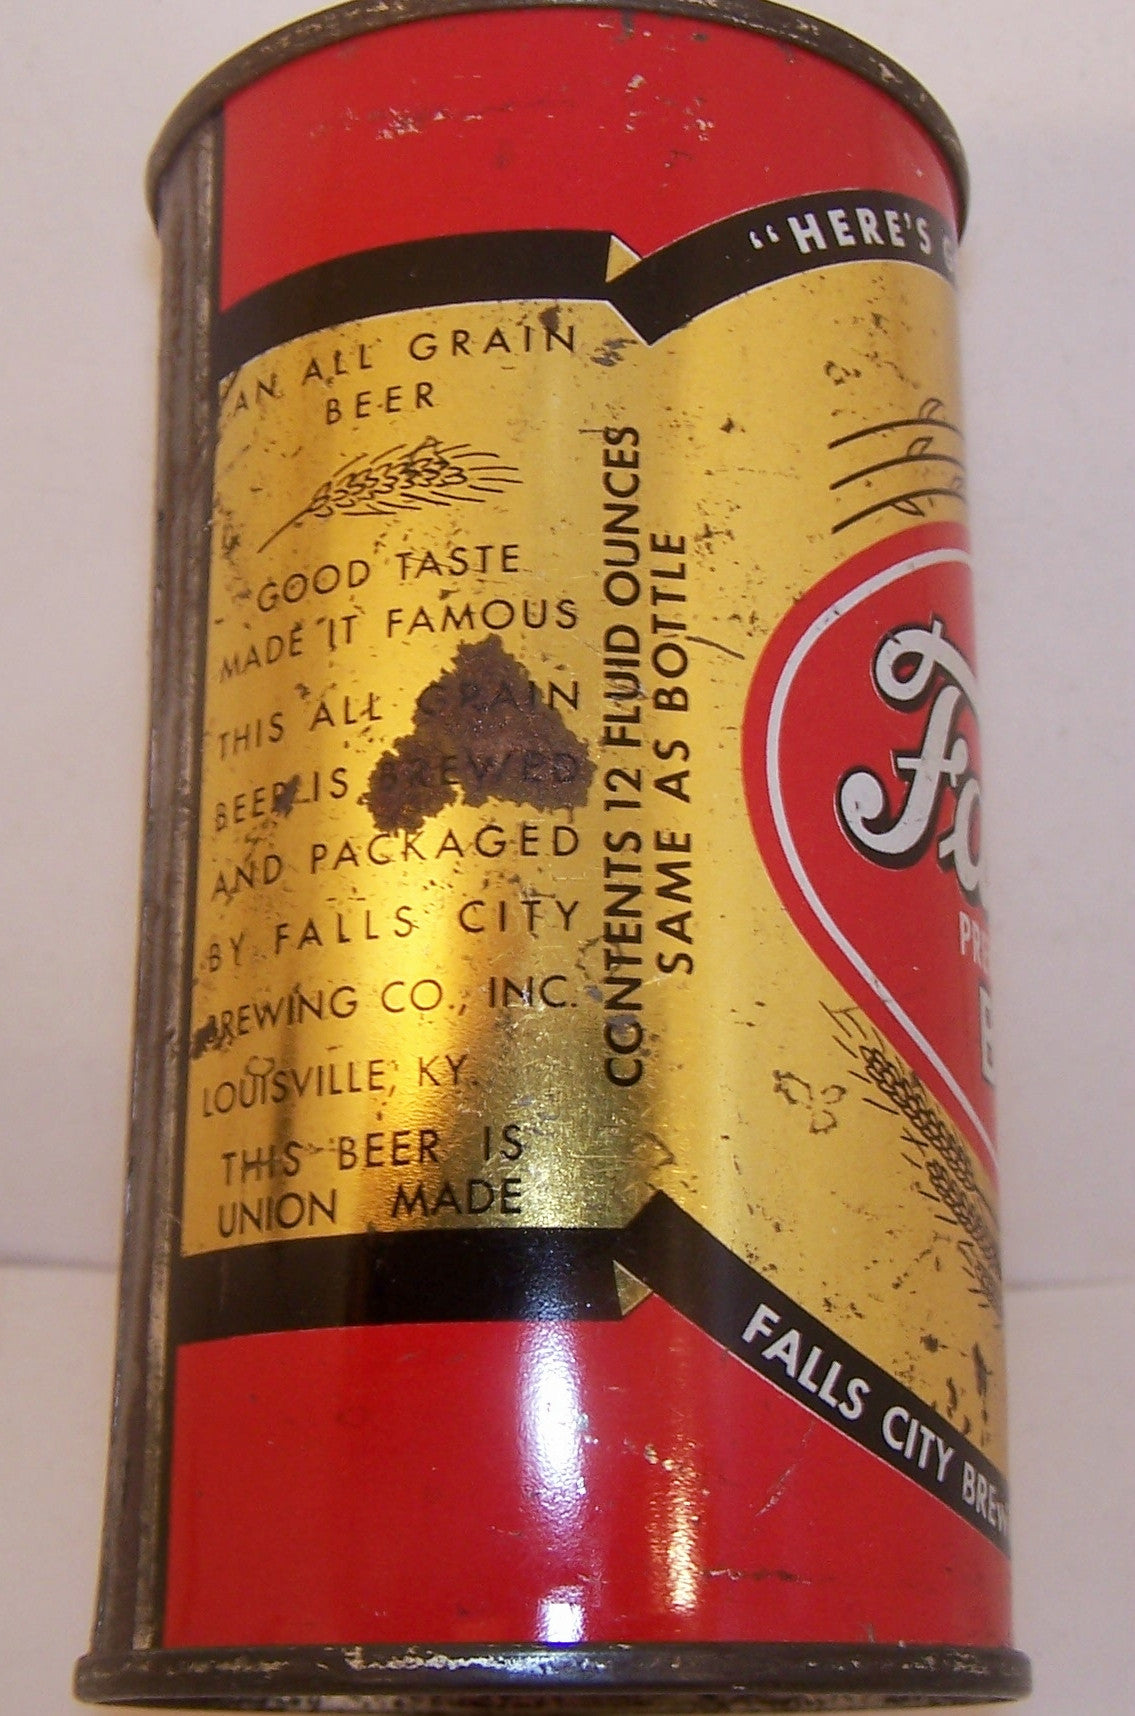 AN ALL GRAIN
BEER
GOOD TASTE
MADE IT FAMOUS
THIS ALL GRAIN
BEER IS BREWED
AND PACKAGED
BY FALLS CITY
BREWING CO., INC.
LOUISVILLE, KY.
THIS BEER IS
UNION MADE
CONTENTS 12 FLUID OUNCES
SAME AS BOTTLE
"HERE'S
FALLS CITY